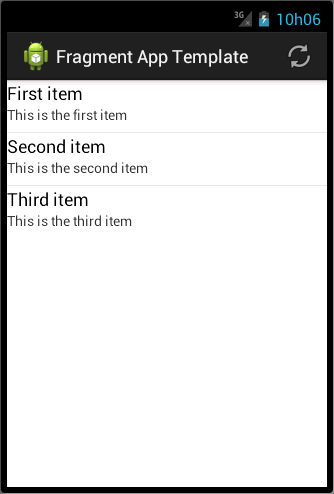 3G 10h06
Fragment App Template
First item
This is the first item
Second item
This is the second item
Third item
This is the third item